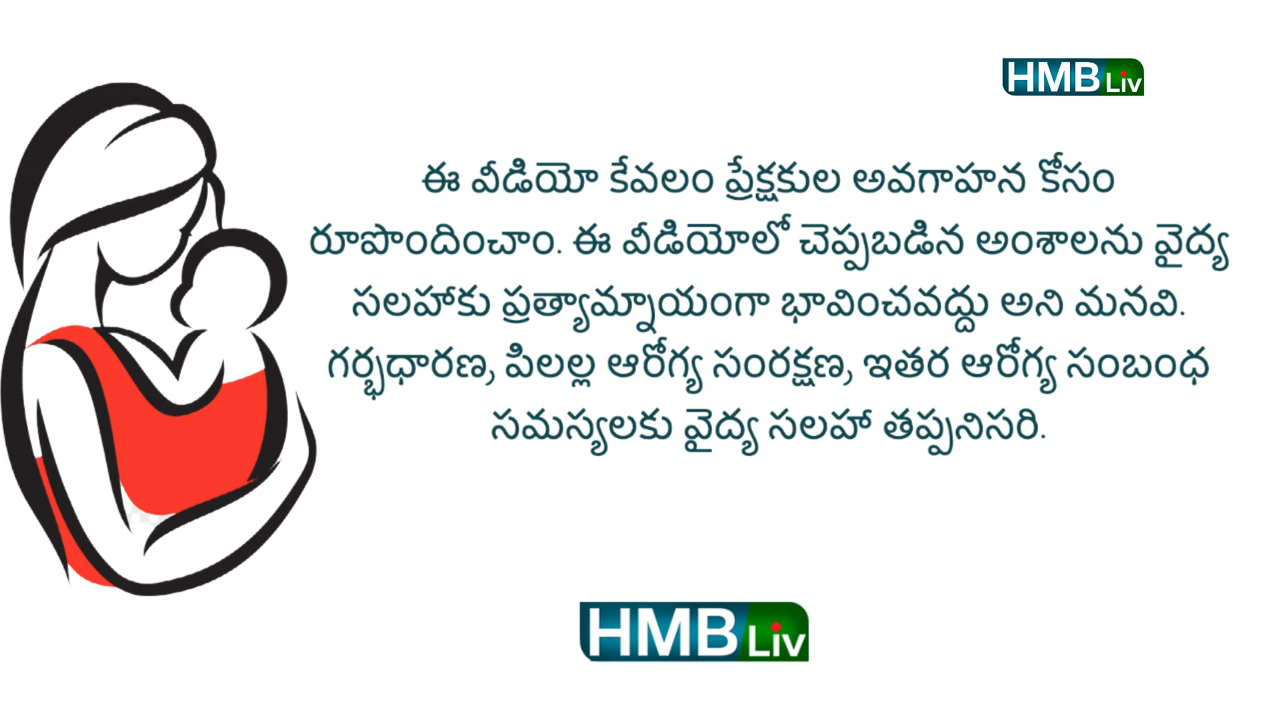 HMB Liv
ఈ వీడియో కేవలం ప్రేక్షకుల అవగాహన కోసం
రూపొందించాం. ఈ వీడియోలో చెప్పబడిన అంశాలను వైద్య
సలహాకు ప్రత్యామ్నాయంగా భావించవద్దు అని మనవి.
గర్భధారణ, పిలల్ల ఆరోగ్య సంరక్షణ, ఇతర ఆరోగ్య సంబంధ
సమస్యలకు వైద్య సలహా తప్పనిసరి.
HMB Liv